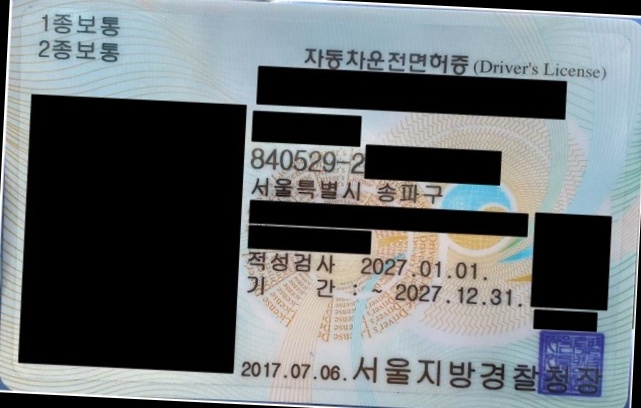 1종보통
2종보통
자동차운전면허증 (Driver's License)
840529-2
서울특별시 송파구
적성검사 2027.01.01.
기 간 : ~ 2027.12.31.
2017.07.06. 서울지방경찰청장